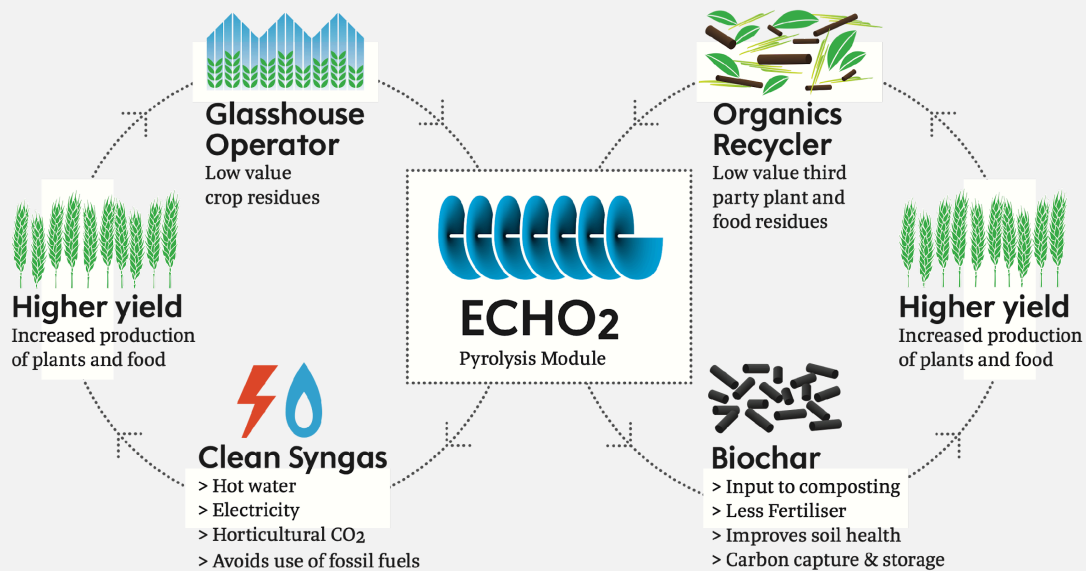 Glasshouse
Operator
Low value
crop residues
Organics
Recycler
Low value third
party plant and
food residues
Higher yield
Increased production
of plants and food
ECHO2
Pyrolysis Module
Higher yield
Increased production
of plants and food
Clean Syngas
> Hot water
> Electricity
> Horticultural CO2
> Avoids use of fossil fuels
Biochar
> Input to composting
> Less Fertiliser
> Improves soil health
> Carbon capture & storage